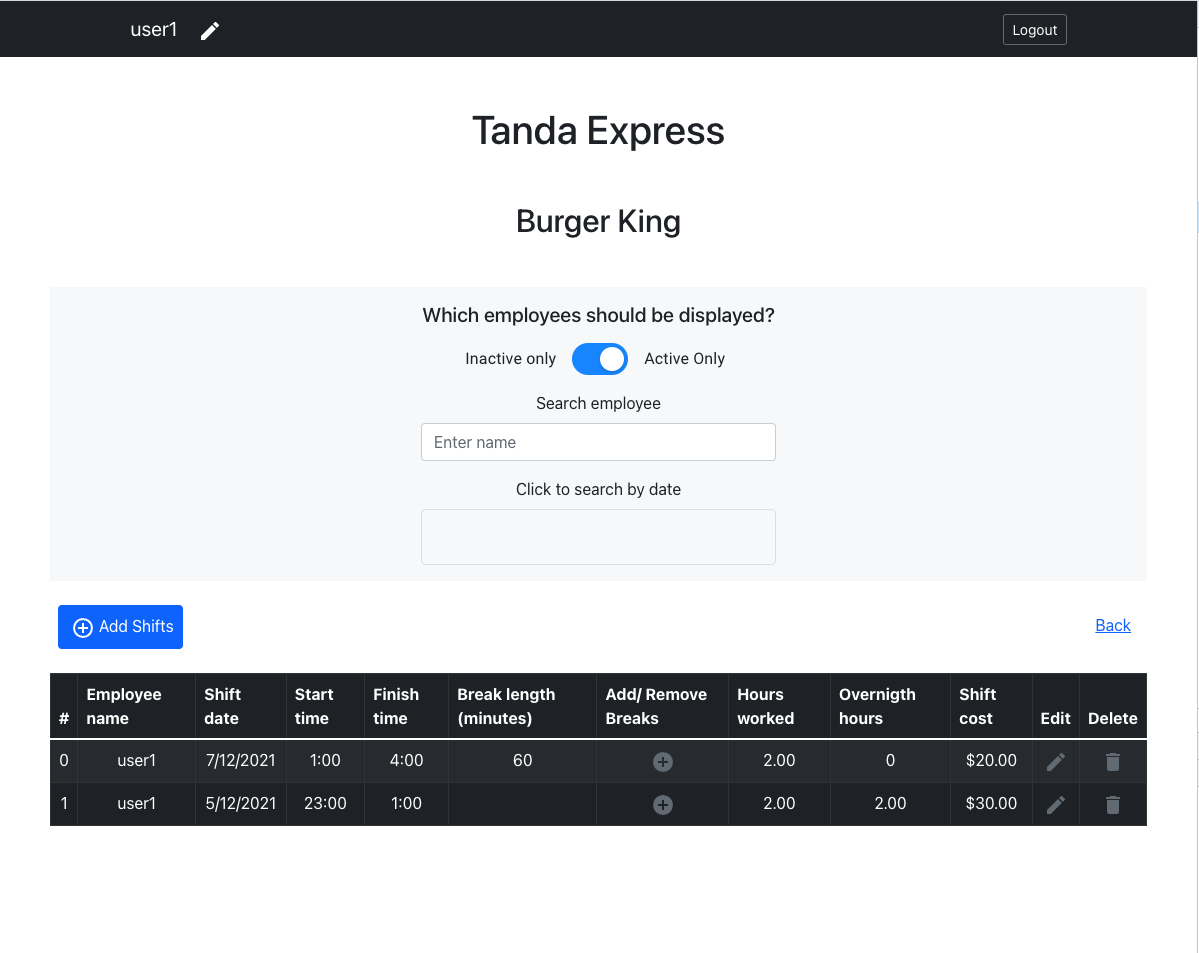 user1
Logout
Tanda Express
Burger King
Which employees should be displayed?
Inactive only Active Only
Search employee
Enter name
Click to search by date
Add Shifts
Back
# Employee name Shift date Start time Finish time Break length (minutes) Add/ Remove Breaks Hours worked Overnigth hours Shift cost Edit Delete
0 user1 7/12/2021 1:00 4:00 60 2.00 0 $20.00
1 user1 5/12/2021 23:00 1:00 2.00 2.00 $30.00